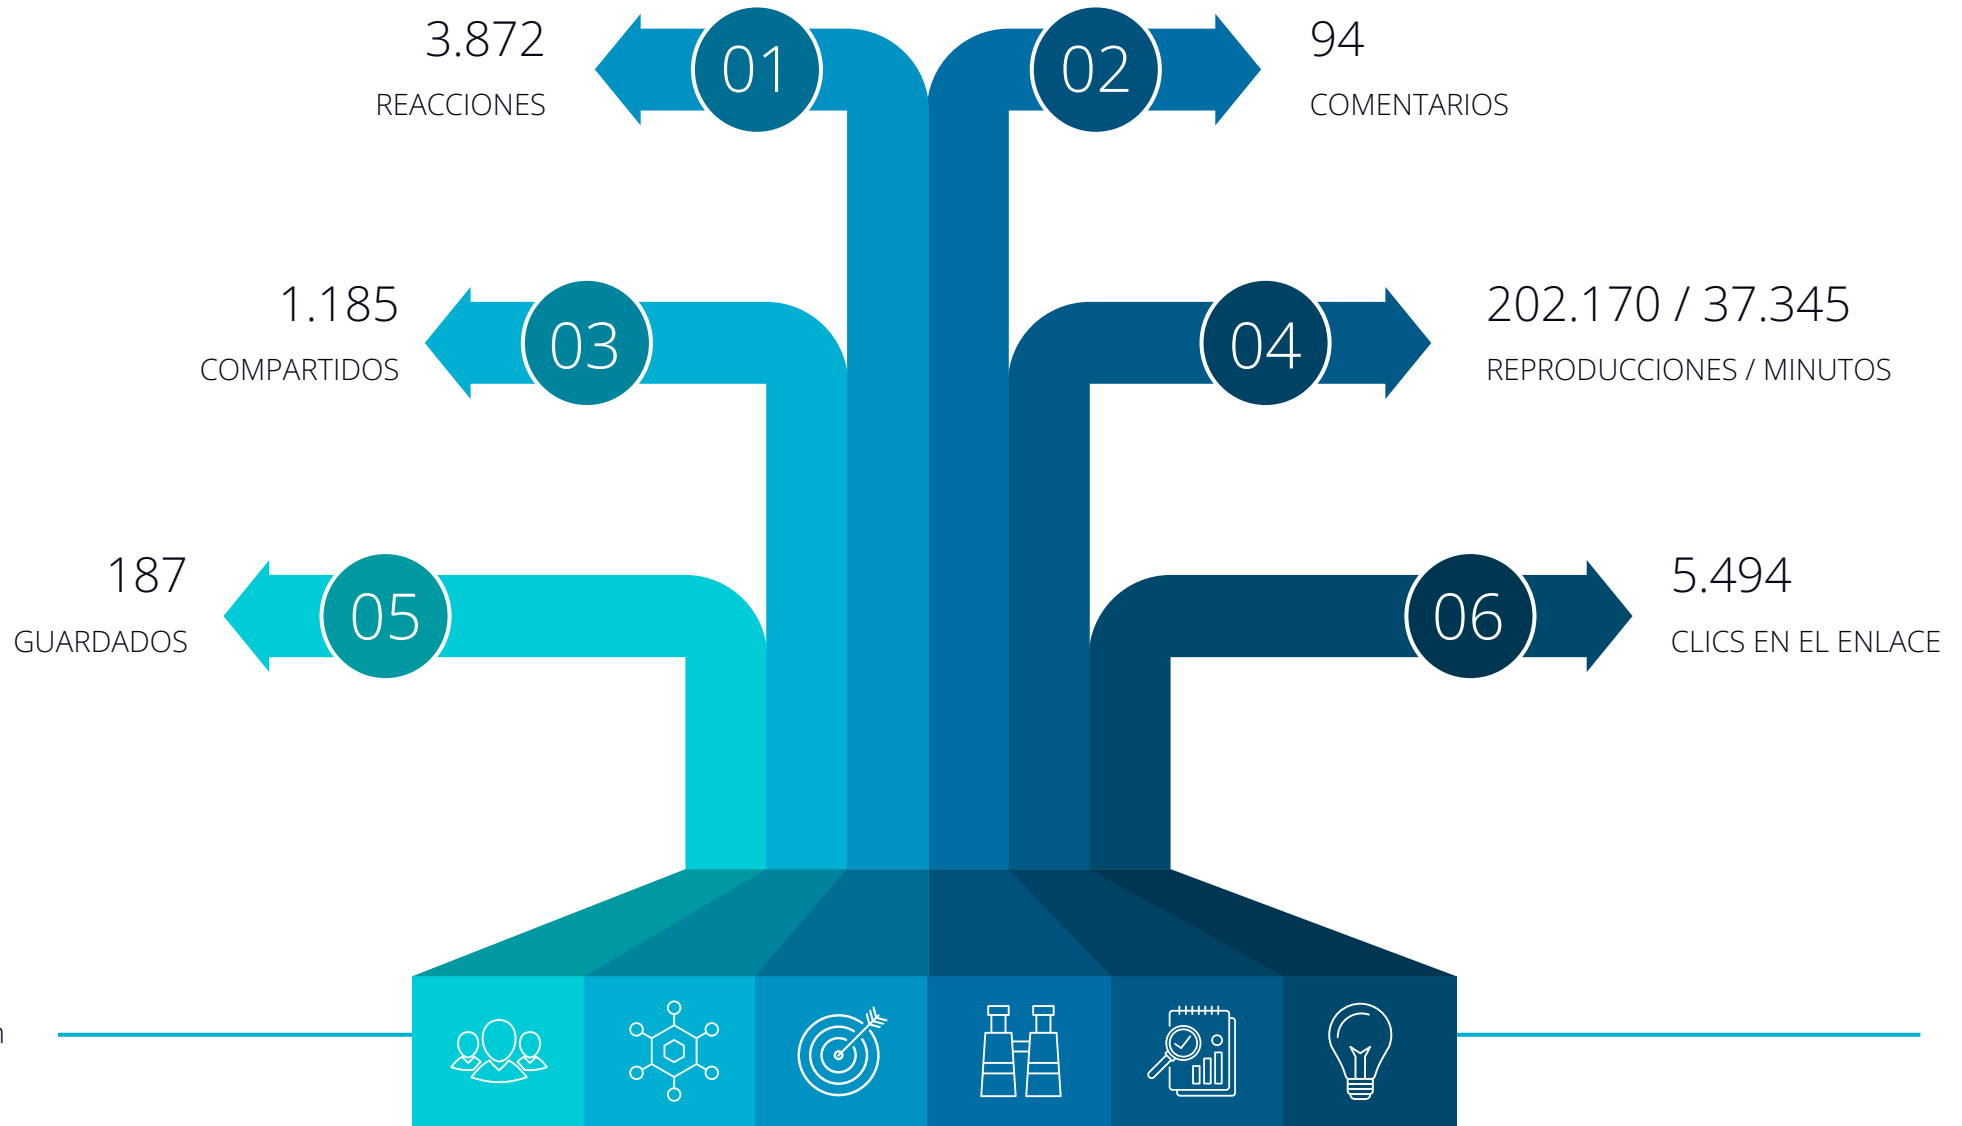 3.872
REACCIONES
01
02
94
COMENTARIOS
1.185
COMPARTIDOS
03
04
202.170 / 37.345
REPRODUCCIONES / MINUTOS
187
GUARDADOS
05
06
5.494
CLICS EN EL ENLACE